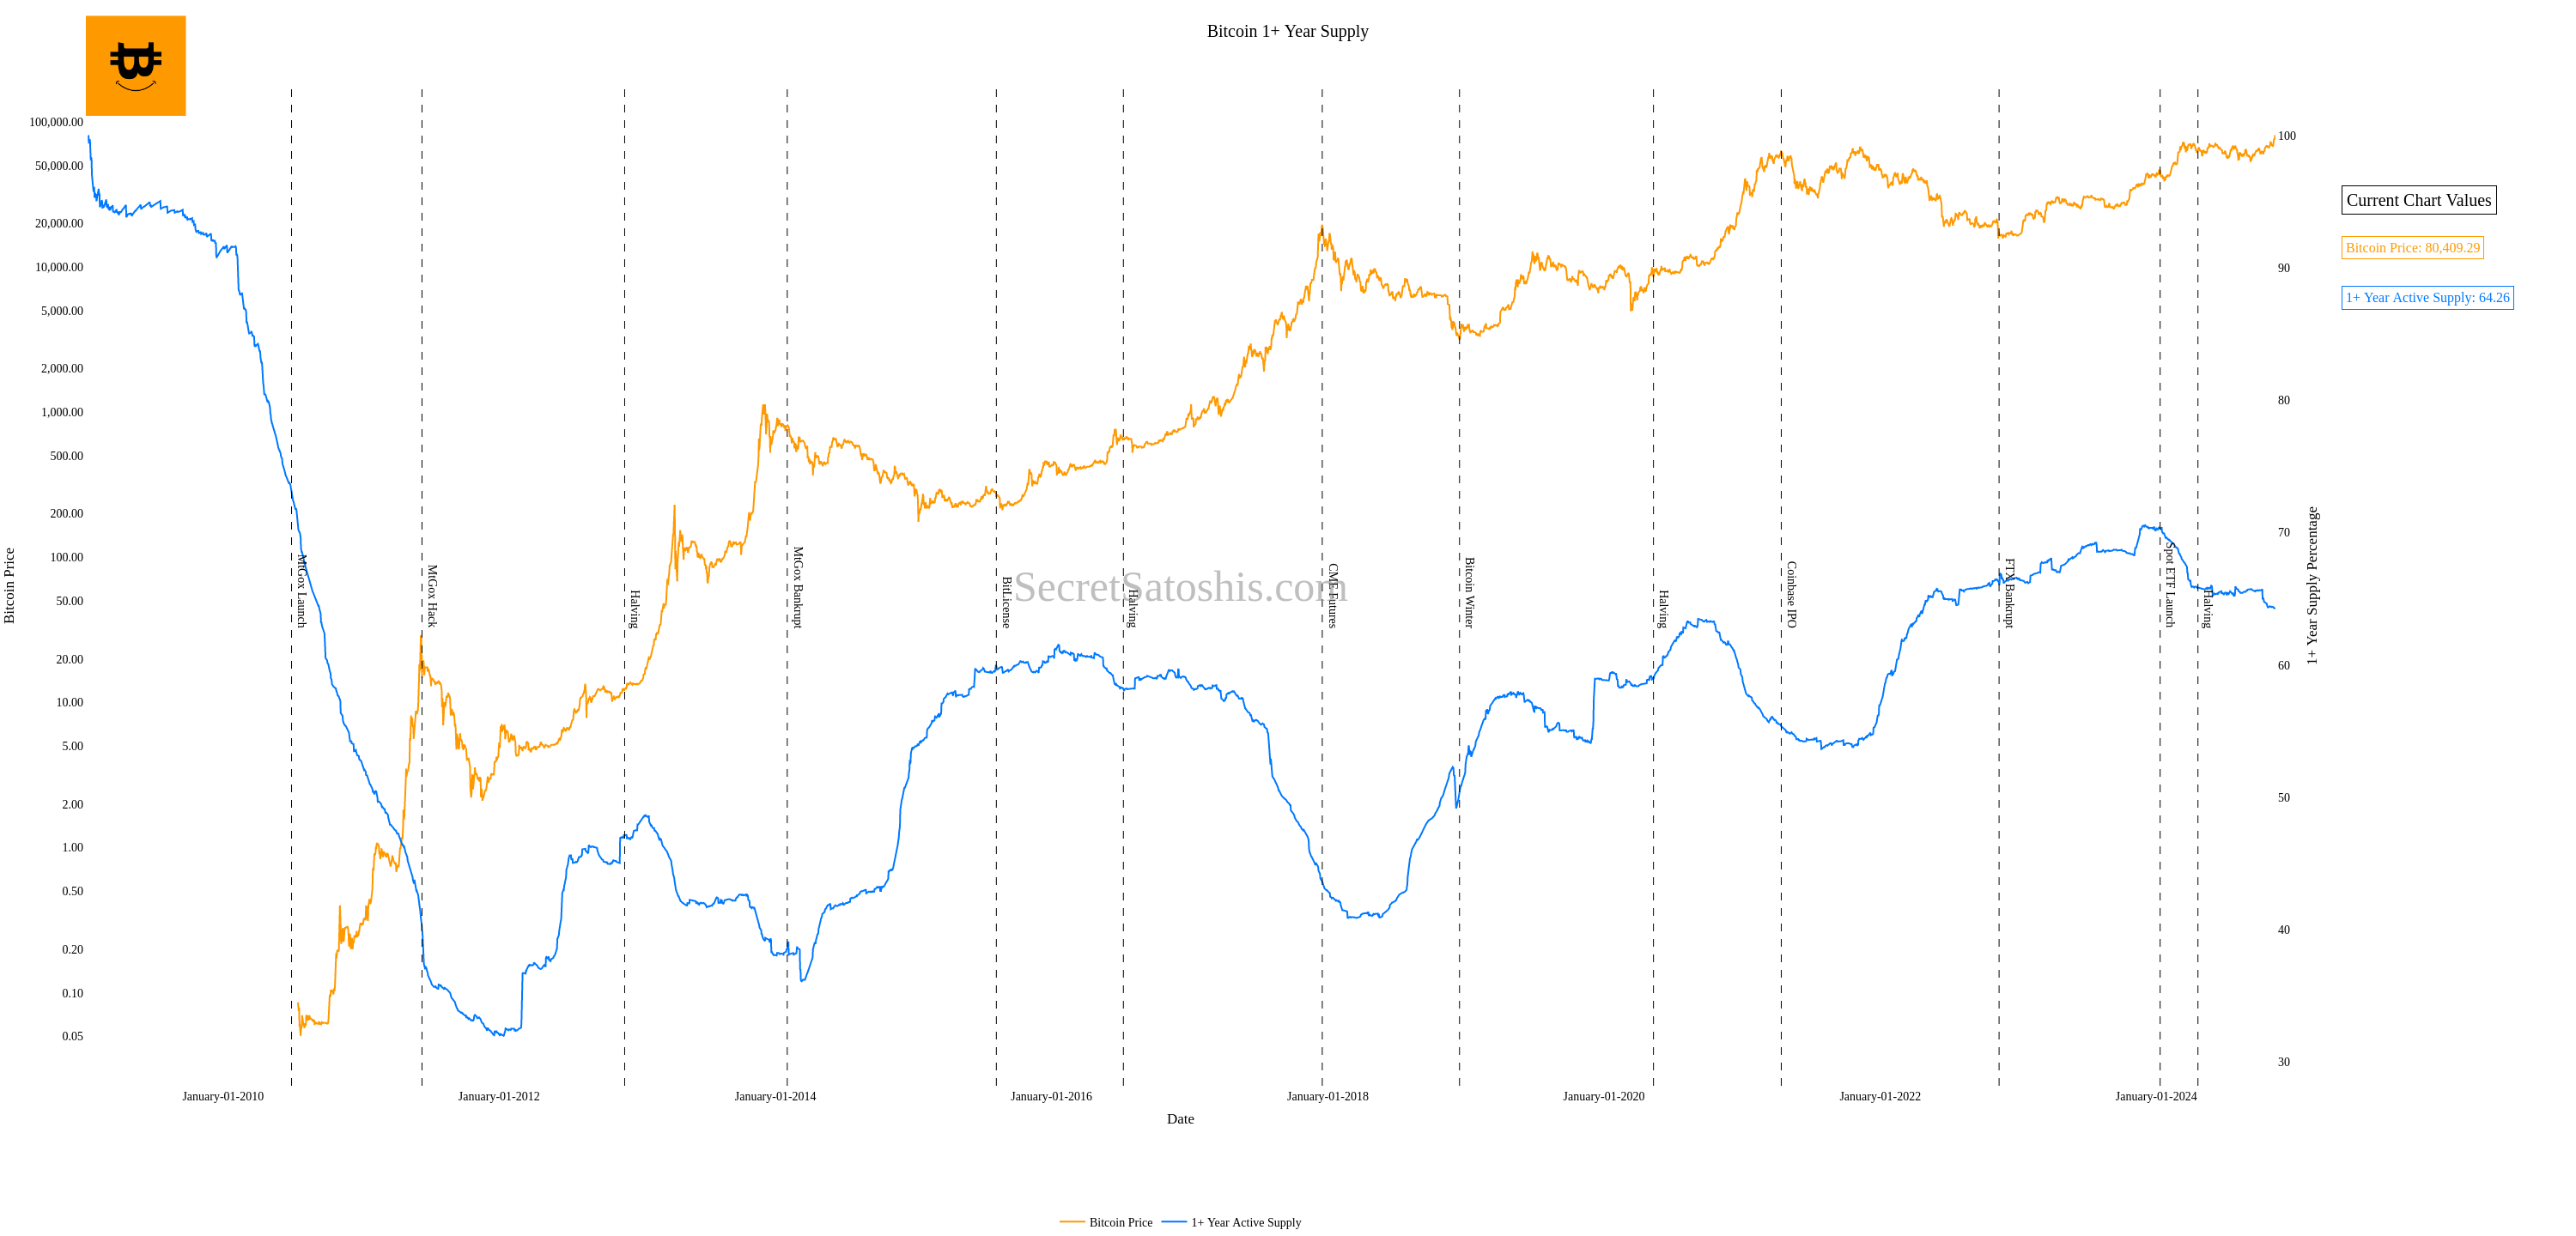 Bitcoin 1+ Year Supply
100,000.00
50,000.00
20,000.00
10,000.00
5,000.00
2,000.00
1,000.00
500.00
200.00
100.00
50.00
20.00
10.00
5.00
2.00
1.00
0.50
0.20
0.10
0.05
Bitcoin Price
MtGox Launch
MtGox Hack
Halving
MtGox Bankrupt
BitLicense
Halving
CME Futures
Bitcoin Winter
Halving
Coinbase IPO
FTX Bankrupt
Spot ETF Launch
Halving
SecretSatoshis.com
100
90
80
70
60
50
40
30
1+ Year Supply Percentage
Current Chart Values
Bitcoin Price: 80,409.29
1+ Year Active Supply: 64.26
January-01-2010
January-01-2012
January-01-2014
January-01-2016
January-01-2018
January-01-2020
January-01-2022
January-01-2024
Date
Bitcoin Price
1+ Year Active Supply